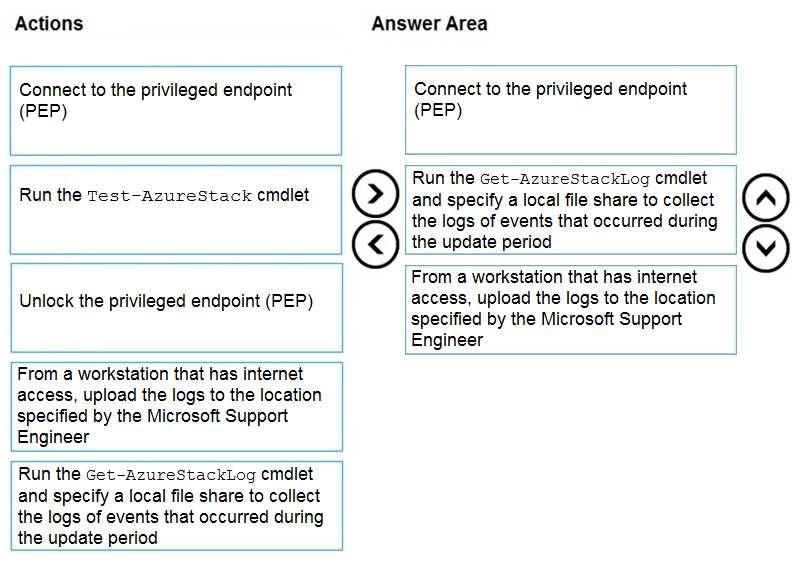 Actions
Answer Area
Connect to the privileged endpoint
(PEP)
Run the Test-AzureStack cmdlet
Unlock the privileged endpoint (PEP)
From a workstation that has internet
access, upload the logs to the location
specified by the Microsoft Support
Engineer
Run the Get-AzureStackLog cmdlet
and specify a local file share to collect
the logs of events that occurred during
the update period
Connect to the privileged endpoint
(PEP)
Run the Get-AzureStackLog cmdlet
and specify a local file share to collect
the logs of events that occurred during
the update period
From a workstation that has internet
access, upload the logs to the location
specified by the Microsoft Support
Engineer